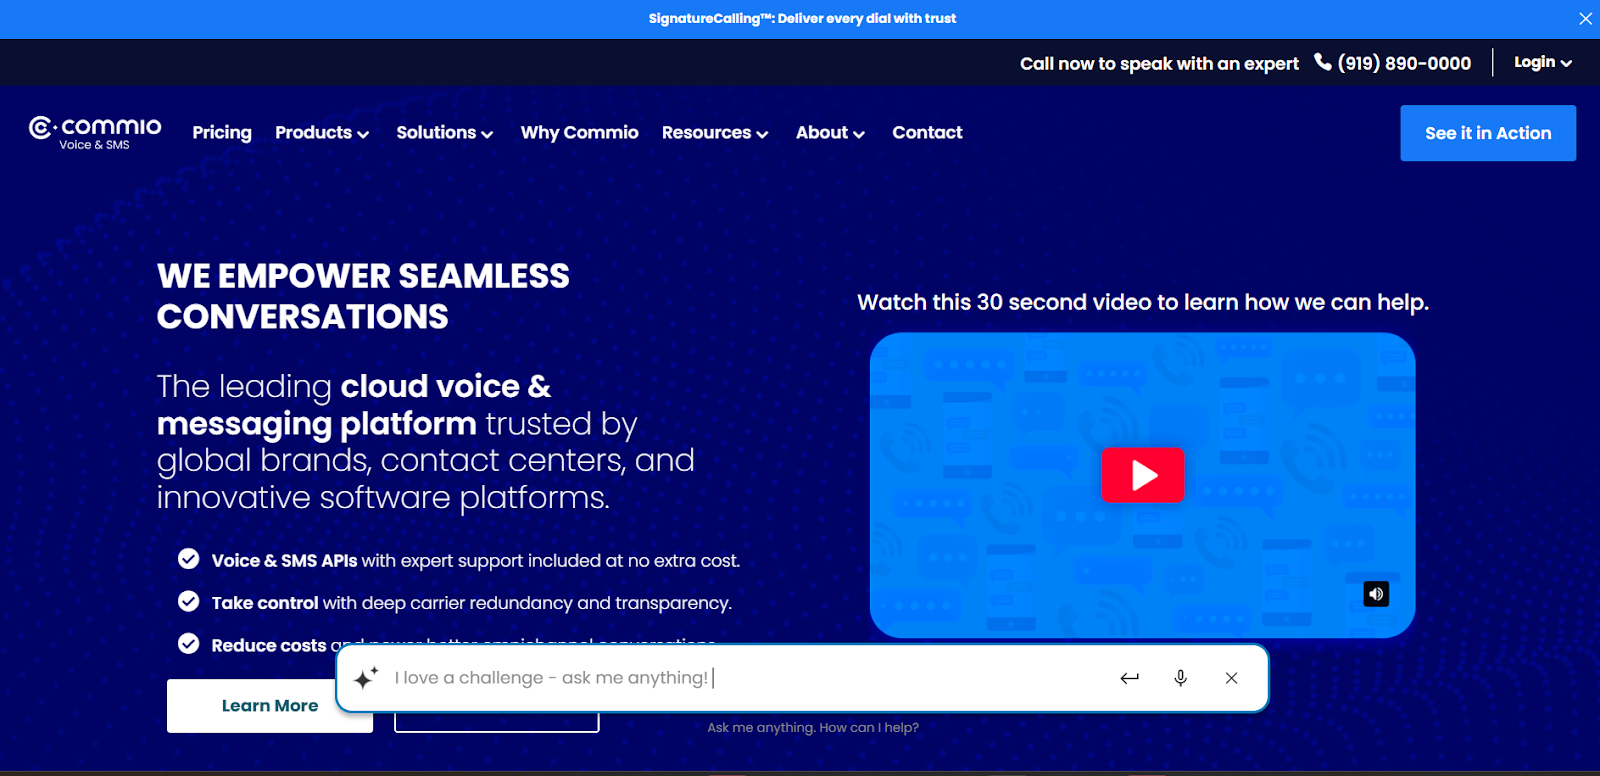 SignatureCalling™: Deliver every dial with trust
Call now to speak with an expert (919) 890-0000 Login
commio
Voice & SMS
Pricing Products Solutions Why Commio Resources About Contact
See it in Action
WE EMPOWER SEAMLESS
CONVERSATIONS
The leading cloud voice &
messaging platform trusted by
global brands, contact centers, and
innovative software platforms.
Voice & SMS APIs with expert support included at no extra cost.
Take control with deep carrier redundancy and transparency.
Reduce costs and power better omnichannel conversations.
Learn More
Watch this 30 second video to learn how we can help.
I love a challenge - ask me anything!
Ask me anything. How can I help?